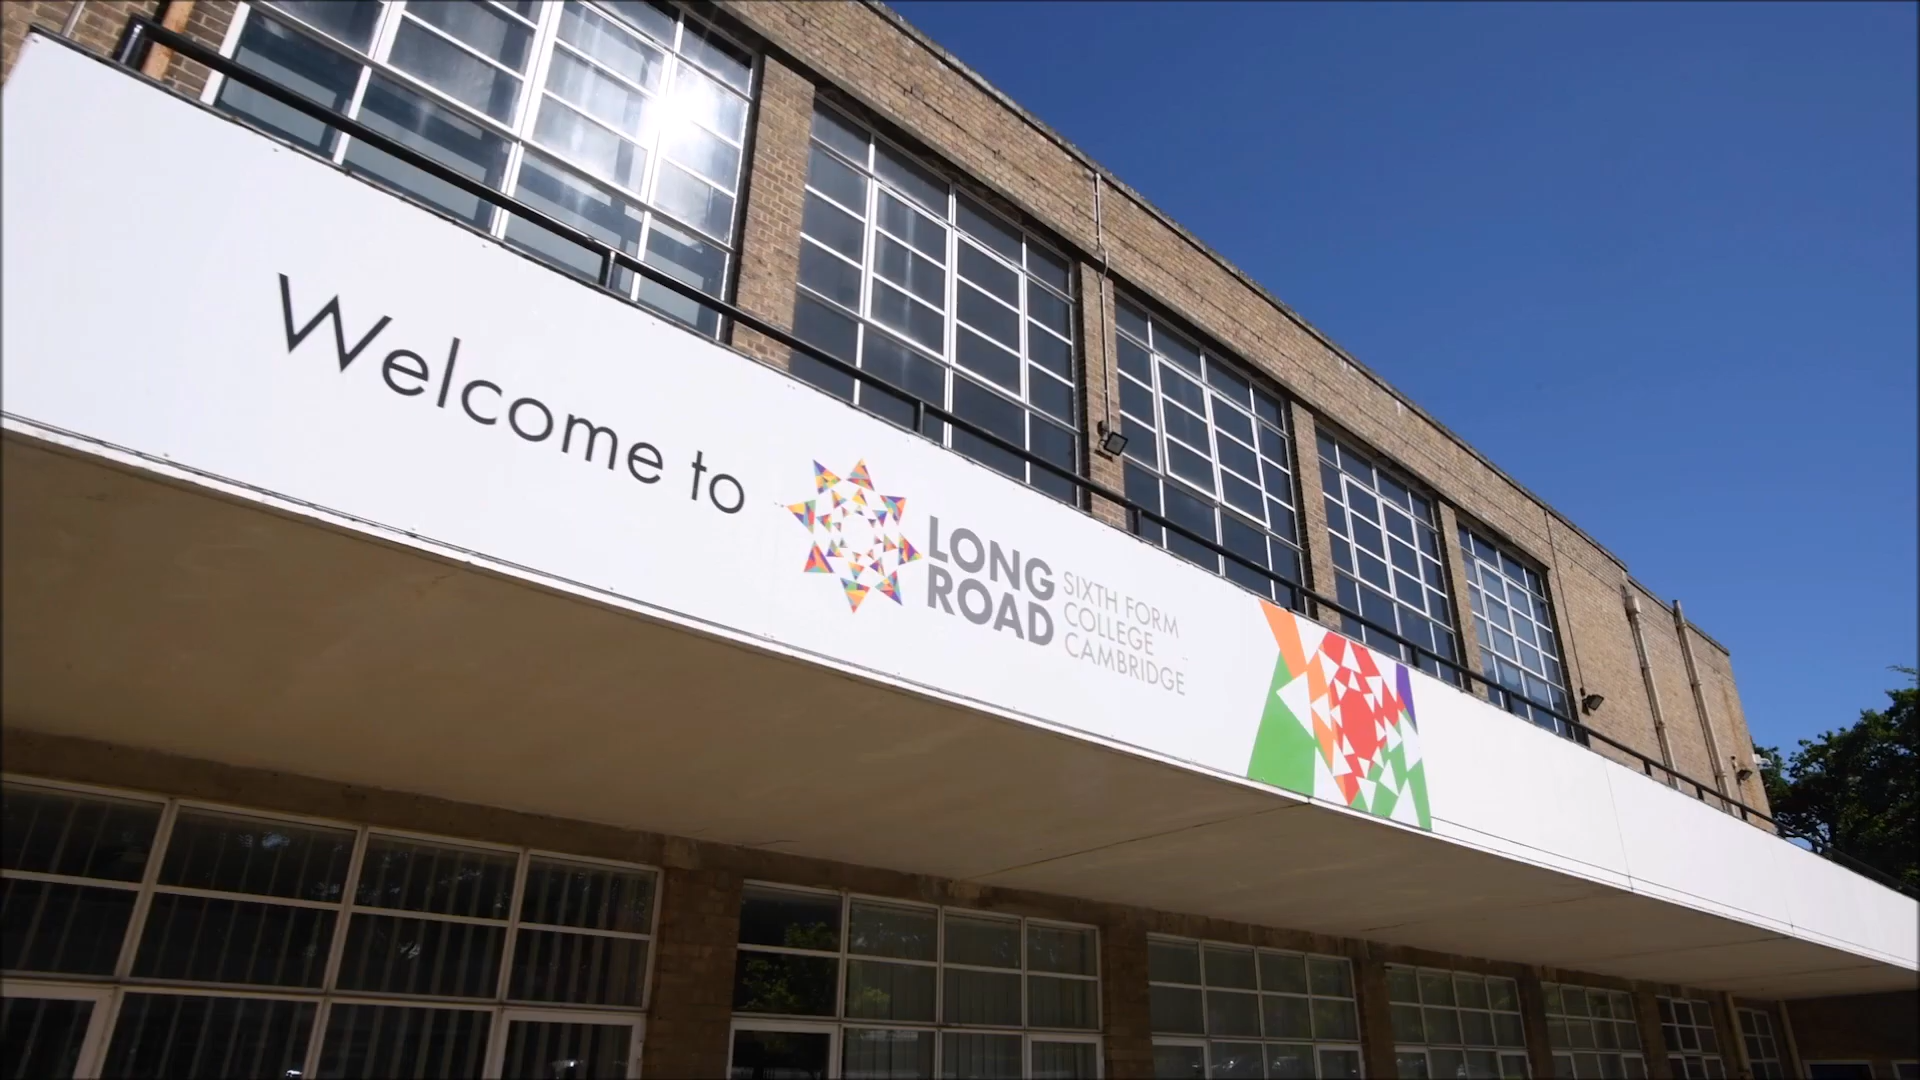 Welcome to
LONG
ROAD
SIXTH FORM
COLLEGE
CAMBRIDGE